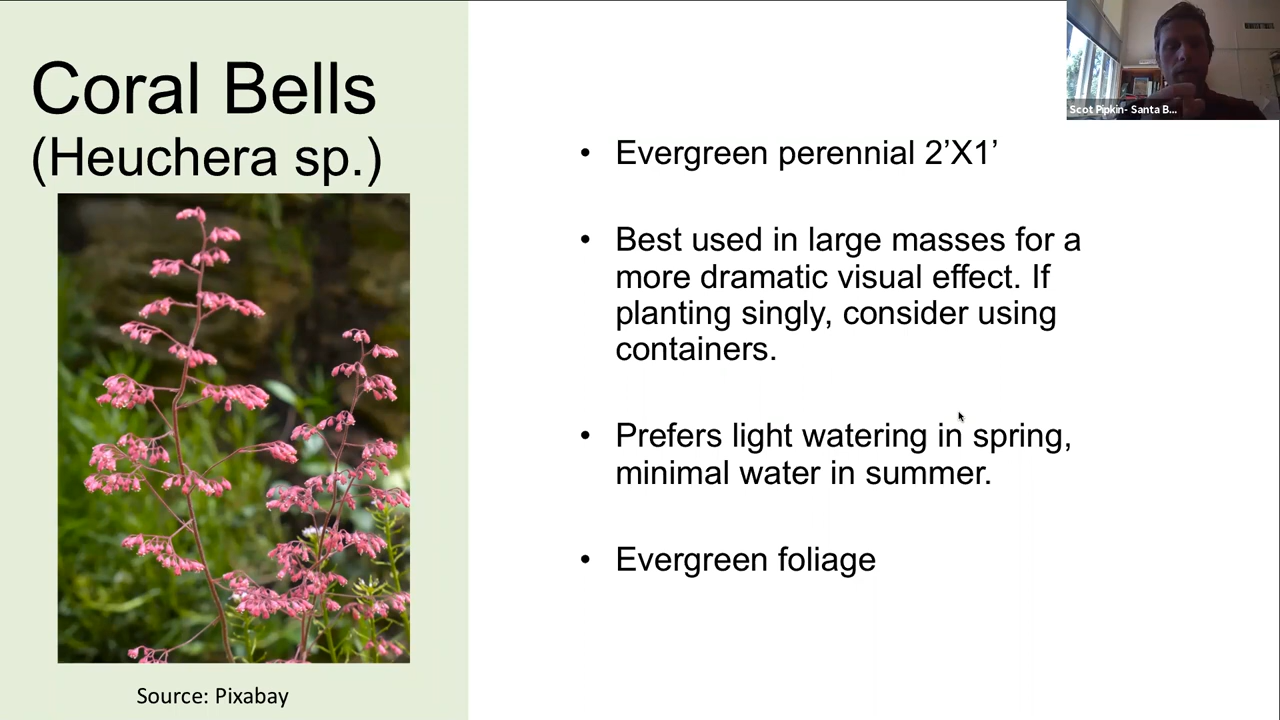 Coral Bells
(Heuchera sp.)
Source: Pixabay
• Evergreen perennial 2’X1’
• Best used in large masses for a
more dramatic visual effect. If
planting singly, consider using
containers.
• Prefers light watering in spring,
minimal water in summer.
• Evergreen foliage
Scot Pipkin- Santa B...